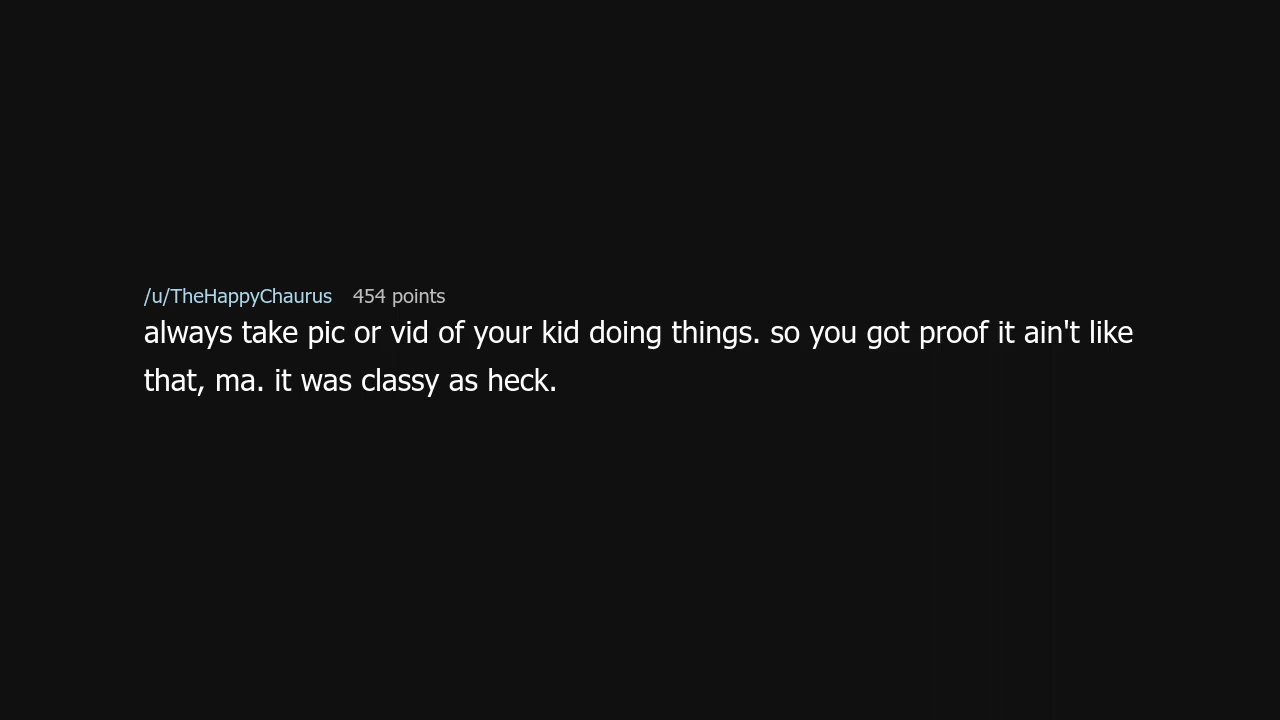 /u/TheHappyChaurus 454 points
always take pic or vid of your kid doing things. so you got proof it ain't like
that, ma. it was classy as heck.